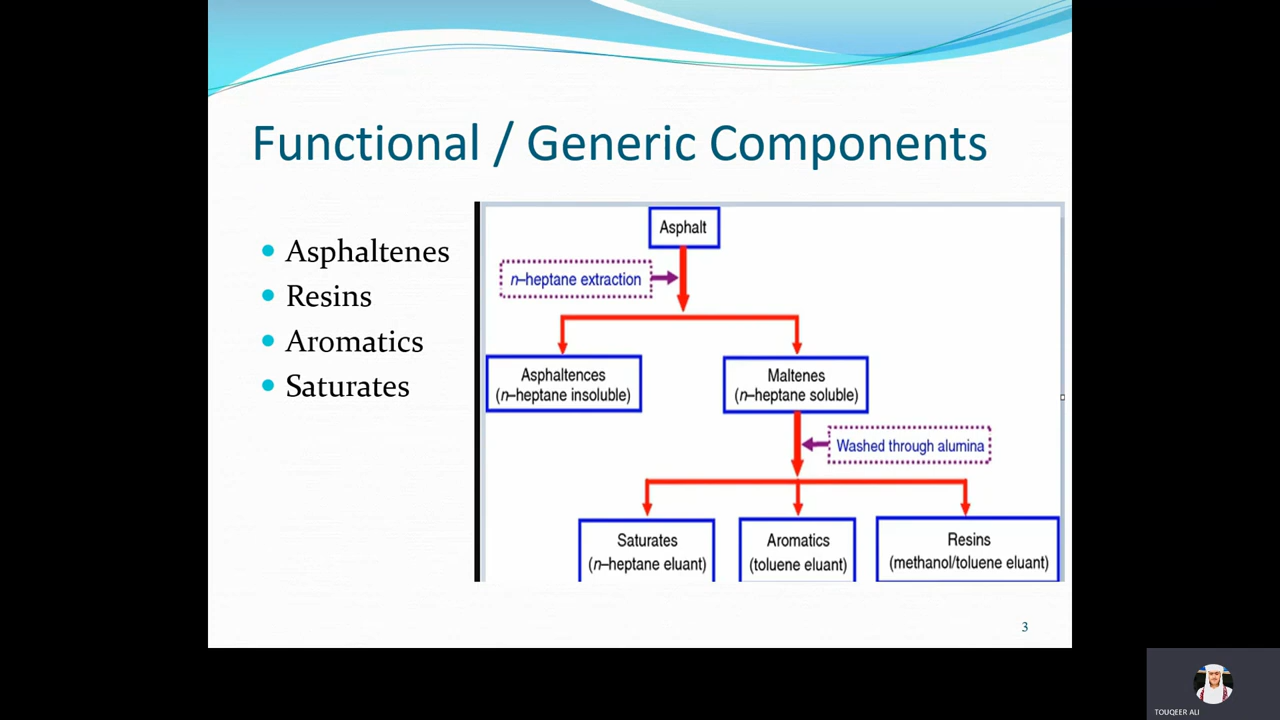 Functional / Generic Components
Asphaltenes
Resins
Aromatics
Saturates
Asphalt
n–heptane extraction
Asphaltences
(n–heptane insoluble)
Maltenes
(n–heptane soluble)
Washed through alumina
Saturates
(n–heptane eluant)
Aromatics
(toluene eluant)
Resins
(methanol/toluene eluant)
3
TOUQEER ALI